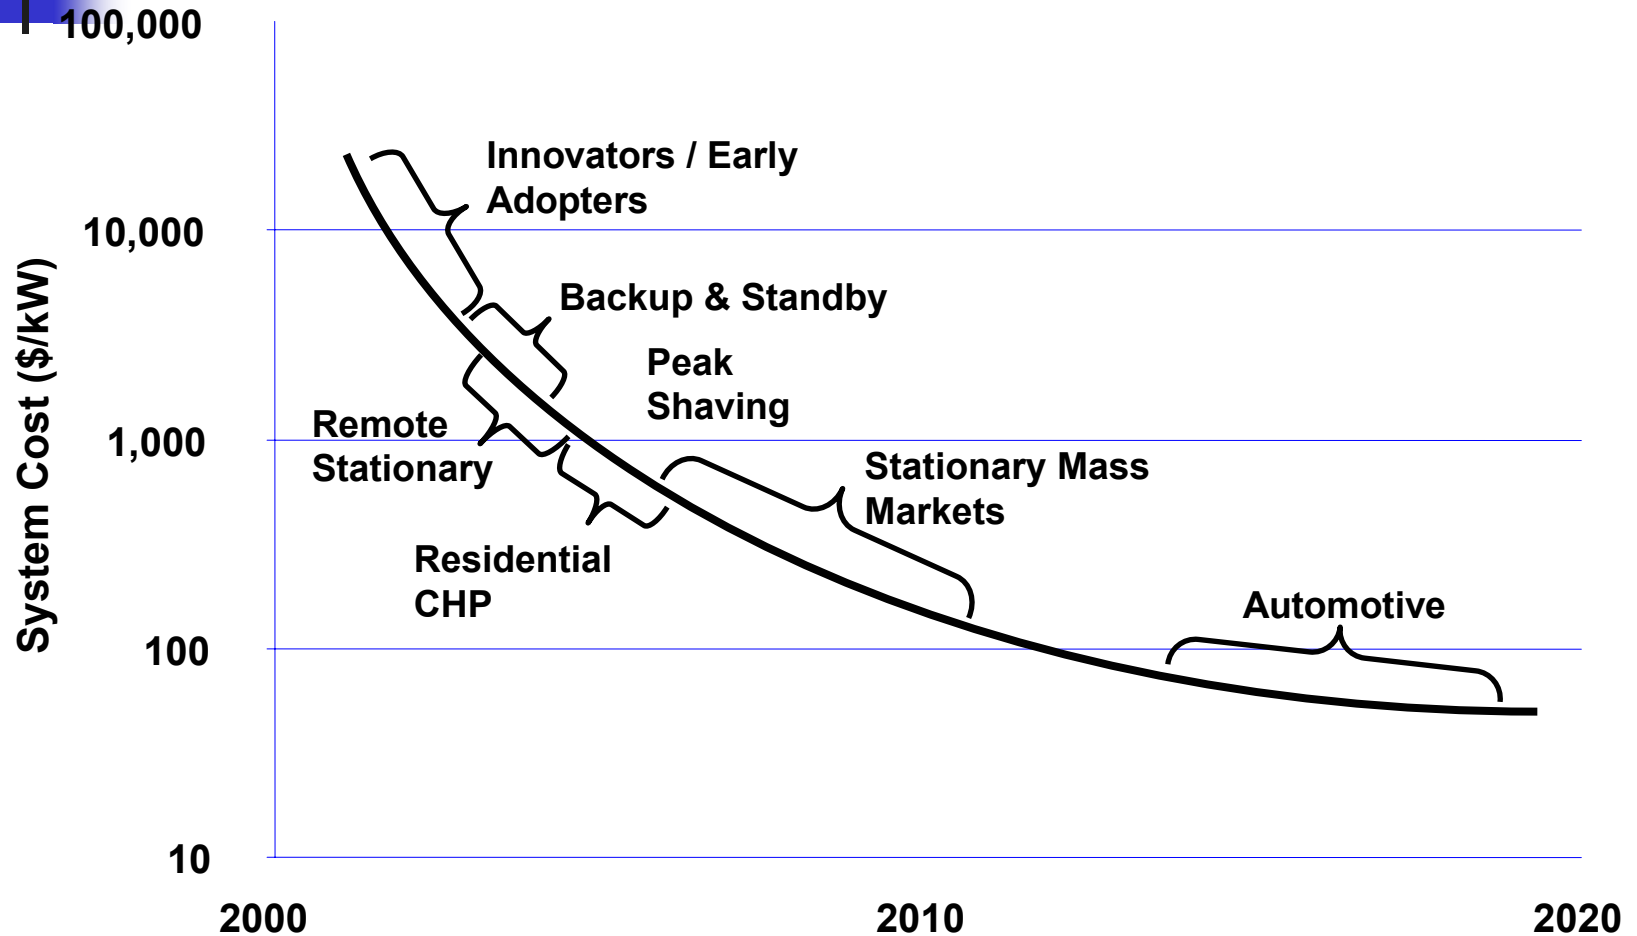 100,000
Innovators / Early
Adopters
10,000
Backup & Standby
Peak
Shaving
Remote
Stationary
1,000
Stationary Mass
Markets
Residential
CHP
Automotive
100
10
2000
2010
2020
System Cost ($/kW)